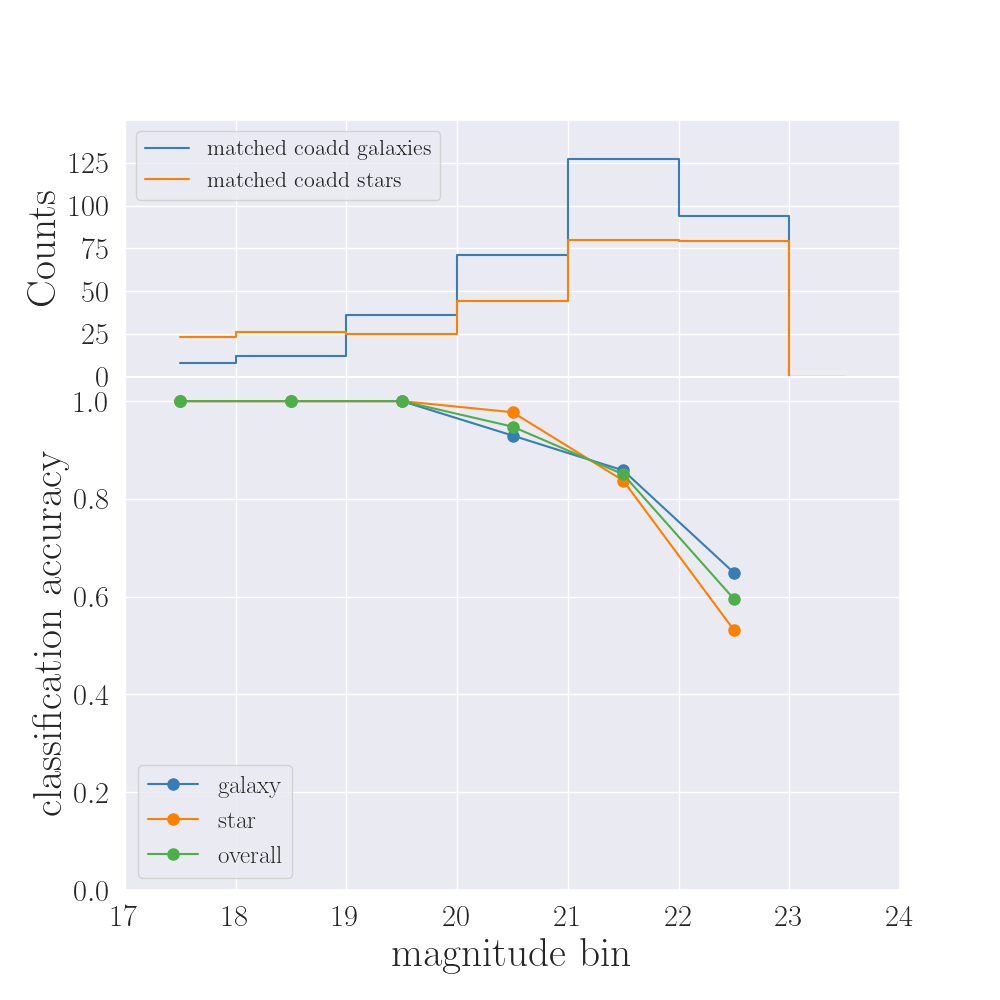 matched coadd galaxies
matched coadd stars
Counts
125
100
75
50
25
0
classification accuracy
1.0
0.8
0.6
0.4
0.2
0.0
galaxy
star
overall
17 18 19 20 21 22 23 24
magnitude bin